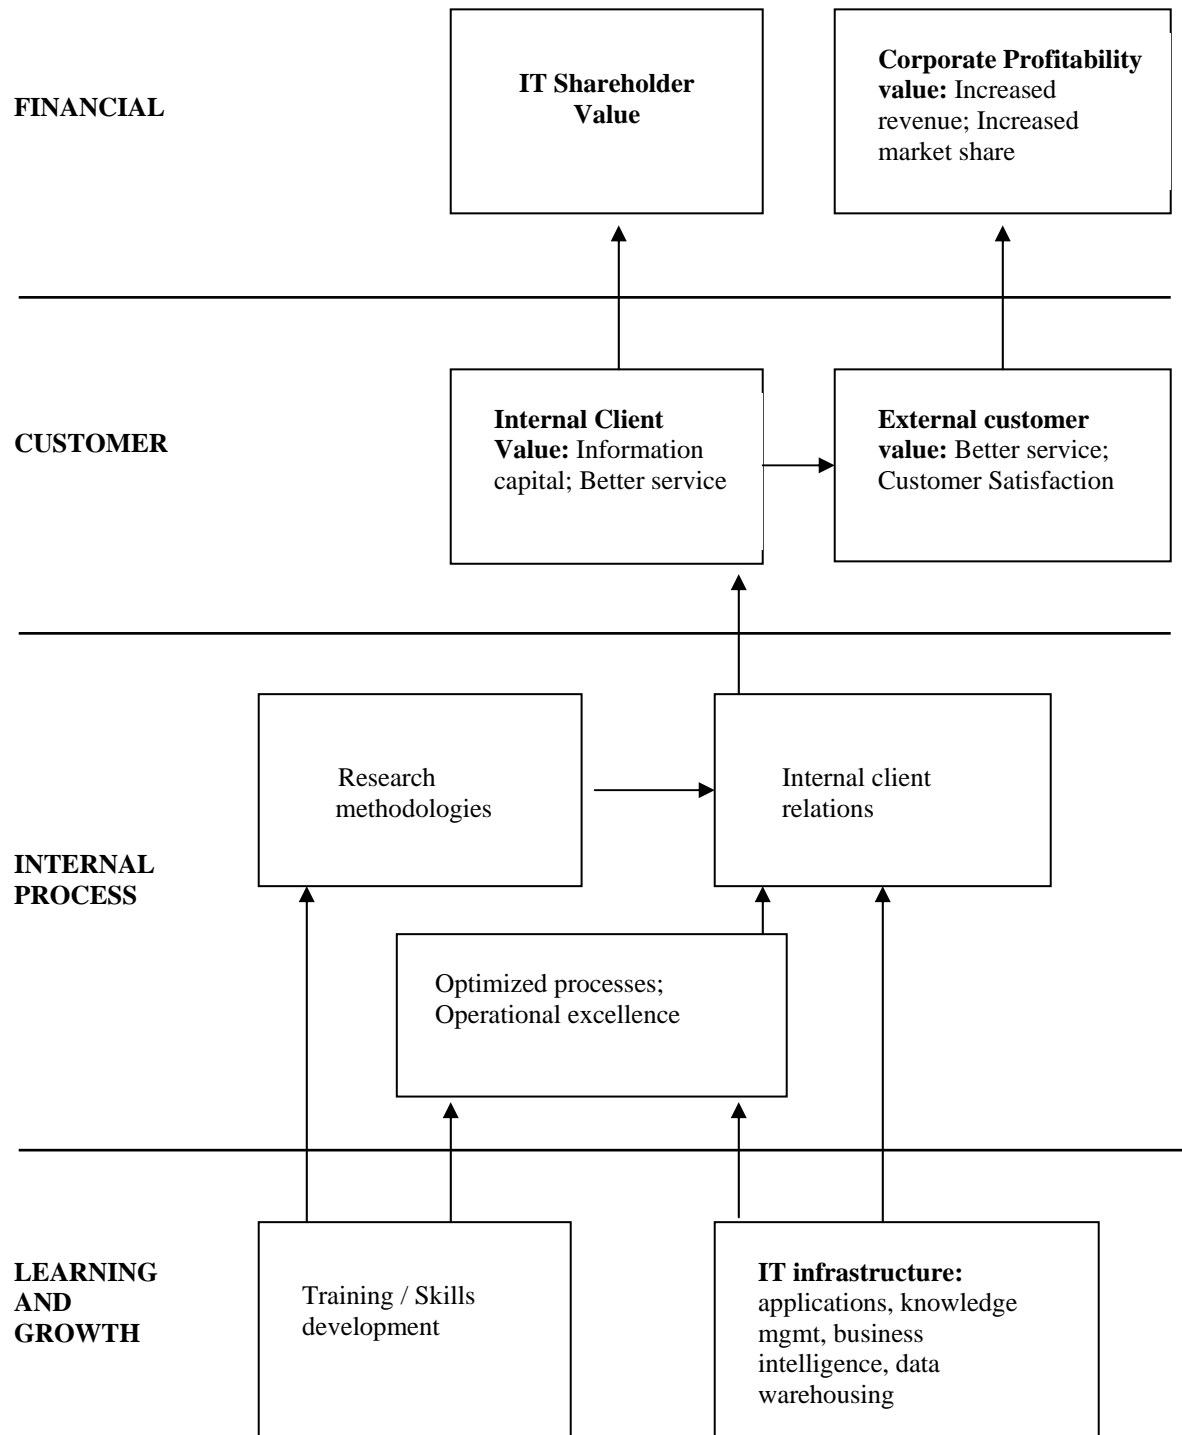 FINANCIAL
IT Shareholder
Value
Corporate Profitability
value: Increased
revenue; Increased
market share
CUSTOMER
Internal Client
Value: Information
capital; Better service
External customer
value: Better service;
Customer Satisfaction
INTERNAL
PROCESS
Research
methodologies
Internal client
relations
Optimized processes;
Operational excellence
LEARNING
AND
GROWTH
Training / Skills
development
IT infrastructure:
applications, knowledge
mgmt, business
intelligence, data
warehousing